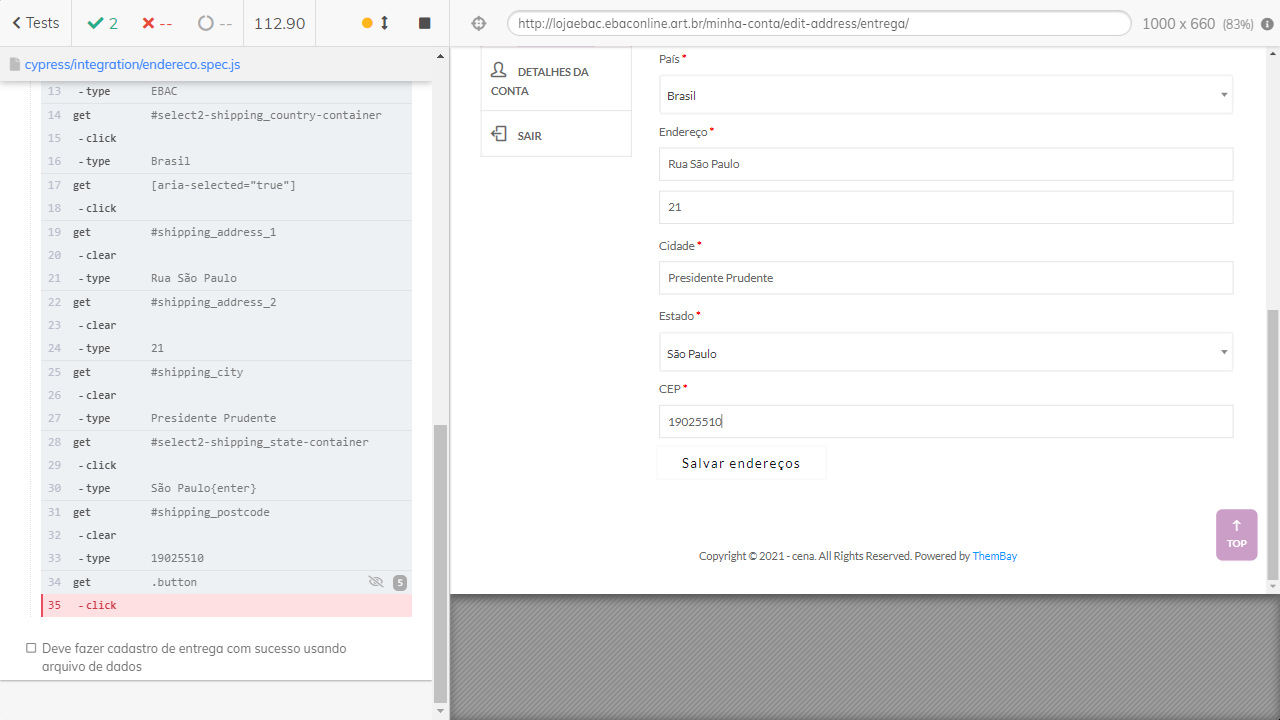 Tests
2
--
--
112.90
http://lojaebac.ebaconline.art.br/minha-conta/edit-address/entrega/
1000 x 660 (83%)
cypress/integration/endereco.spec.js
13 -type EBAC
14 get #select2-shipping_country-container
15 -click
16 -type Brasil
17 get [aria-selected="true"]
18 -click
19 get #shipping_address_1
20 -clear
21 -type Rua São Paulo
22 get #shipping_address_2
23 -clear
24 -type 21
25 get #shipping_city
26 -clear
27 -type Presidente Prudente
28 get #select2-shipping_state-container
29 -click
30 -type São Paulo{enter}
31 get #shipping_postcode
32 -clear
33 -type 19025510
34 get .button 5
35 -click
Deve fazer cadastro de entrega com sucesso usando
arquivo de dados
DETALHES DA
CONTA
SAIR
País *
Brasil
Endereço *
Rua São Paulo
21
Cidade *
Presidente Prudente
Estado *
São Paulo
CEP *
19025510
Salvar endereços
TOP
Copyright © 2021 - cena. All Rights Reserved. Powered by ThemBay